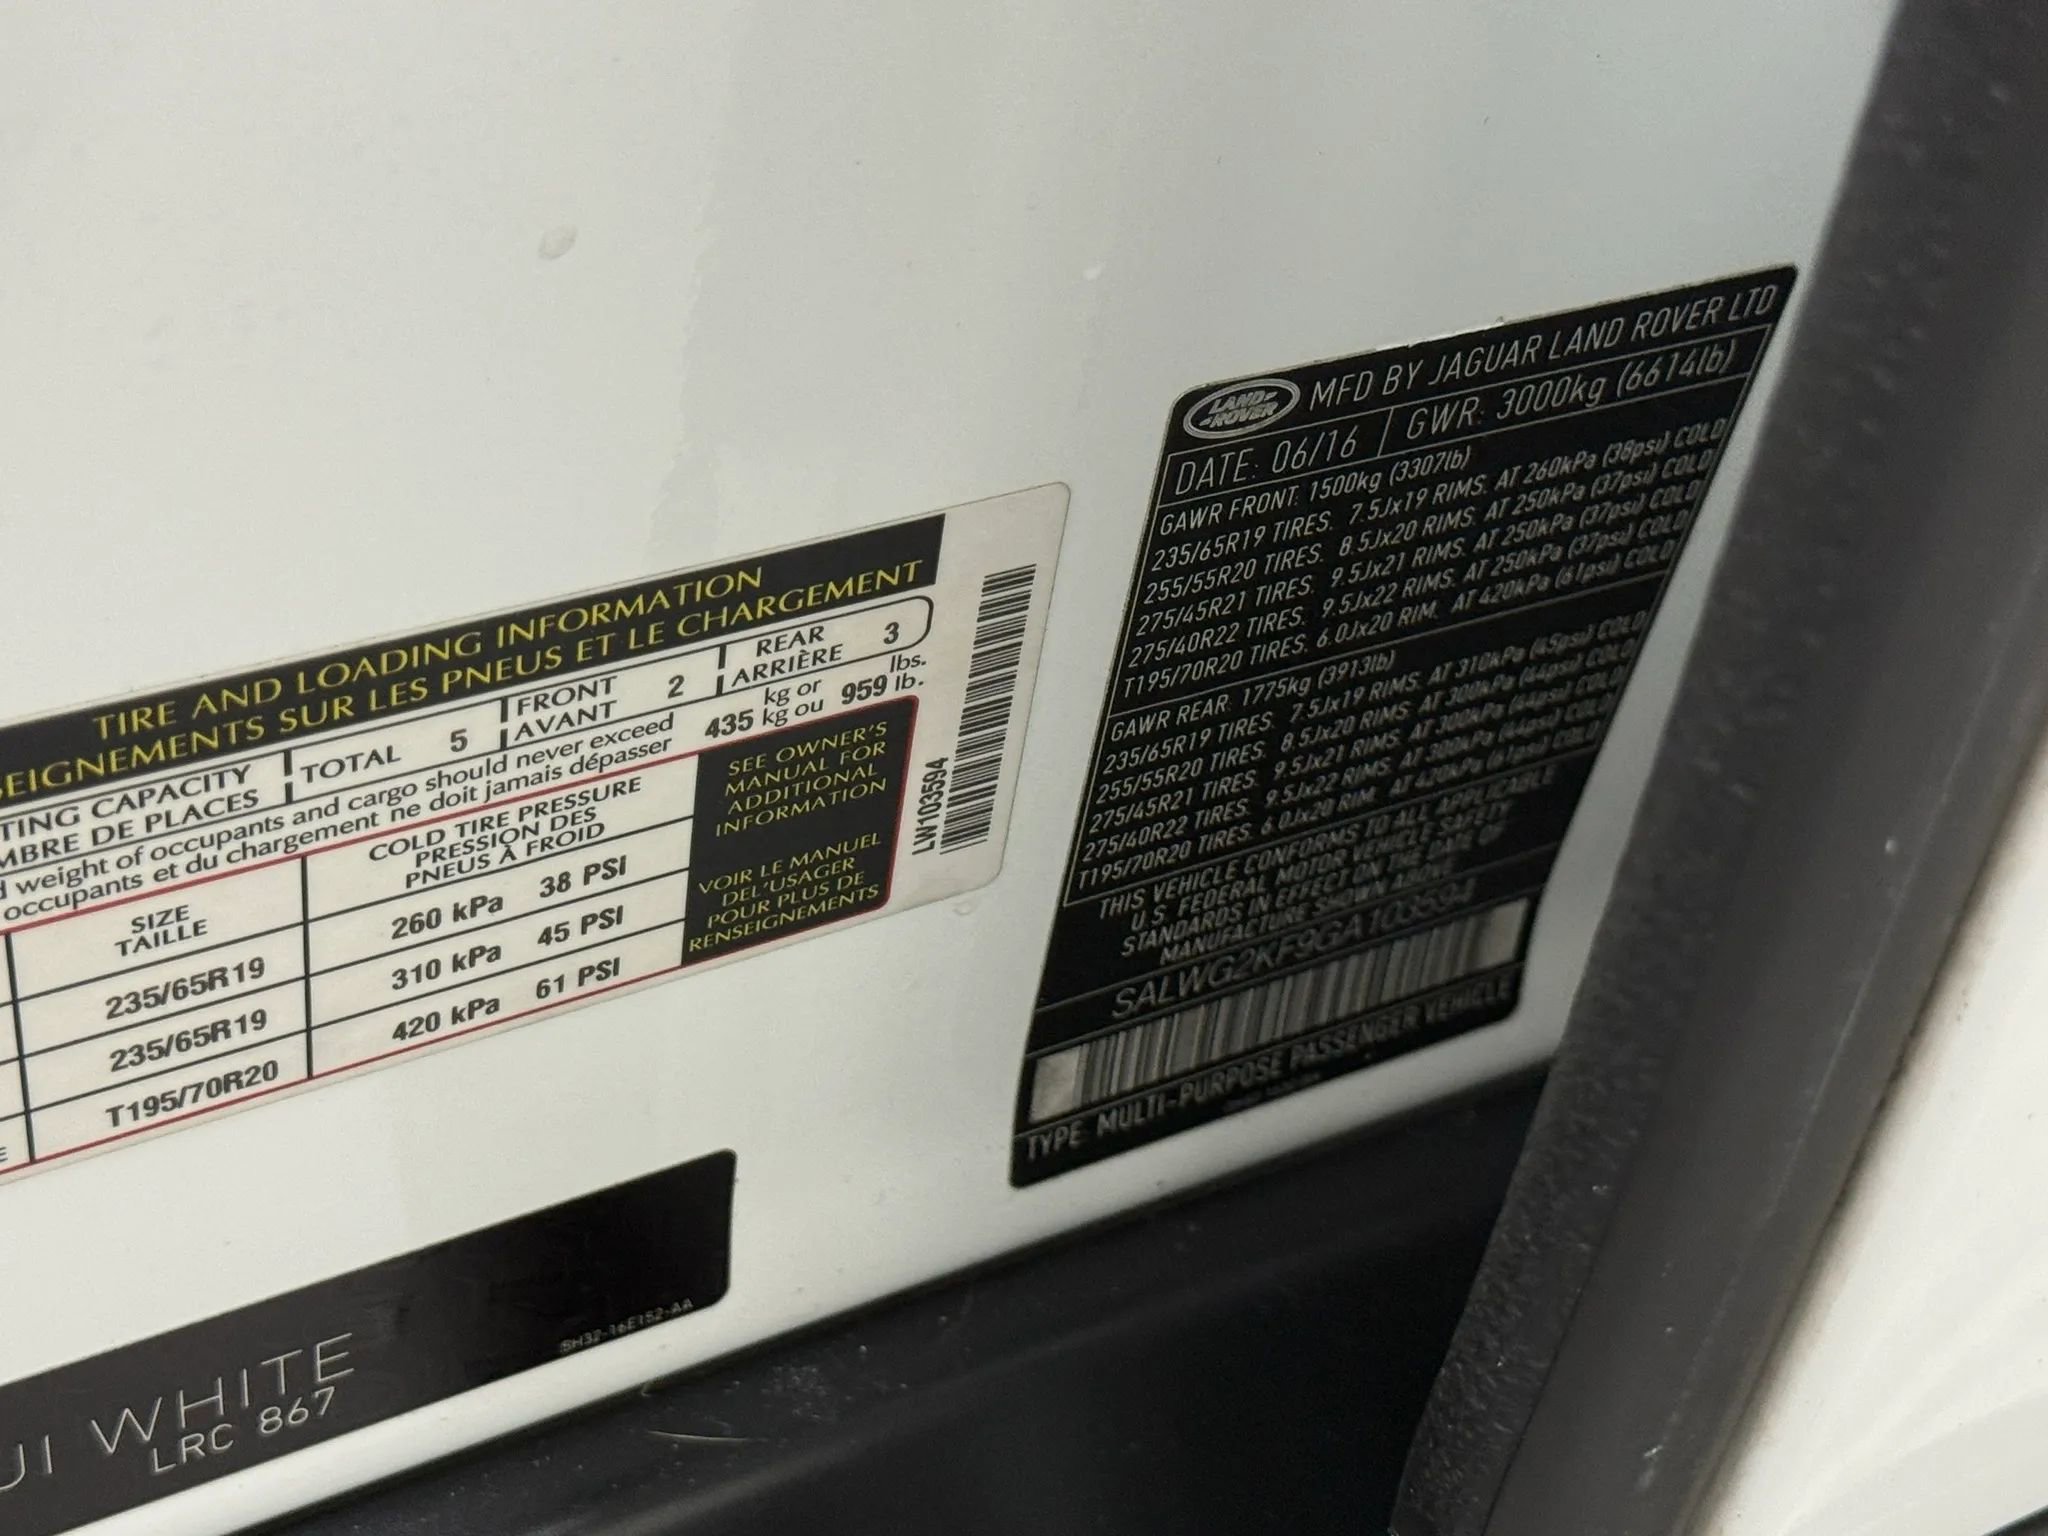 TIRE AND LOADING INFORMATION
SEIGNEMENTS SUR LES PNEUS ET LE CHARGEMENT
TING CAPACITY
MBRE DE PLACES
TOTAL 5
FRONT
AVANT 2
REAR
ARRIÈRE 3
d weight of occupants and cargo should never exceed 435 kg or 959 lbs.
occupants et du chargement ne doit jamais dépasser kg ou lb.
SIZE
TAILLE
COLD TIRE PRESSURE
PRESSION DES
PNEUS À FROID
235/65R19 260 kPa 38 PSI
235/65R19 310 kPa 45 PSI
T195/70R20 420 kPa 61 PSI
SEE OWNER'S
MANUAL FOR
ADDITIONAL
INFORMATION
VOIR LE MANUEL
DEL'USAGER
POUR PLUS DE
RENSEIGNEMENTS
LW103594
LAND-
-ROVER
MFD BY JAGUAR LAND ROVER LTD
DATE: 06/16 GWR: 3000kg (6614lb)
GAWR FRONT: 1500kg (3307lb)
235/65R19 TIRES. 7.5Jx19 RIMS. AT 260kPa (38psi) COLD
255/55R20 TIRES. 8.5Jx20 RIMS. AT 250kPa (37psi) COLD
275/45R21 TIRES. 9.5Jx21 RIMS. AT 250kPa (37psi) COLD
275/40R22 TIRES. 9.5Jx22 RIMS. AT 250kPa (37psi) COLD
T195/70R20 TIRES. 6.0Jx20 RIM. AT 420kPa (61psi) COLD
GAWR REAR: 1775kg (3913lb)
235/65R19 TIRES. 7.5Jx19 RIMS. AT 310kPa (45psi) COLD
255/55R20 TIRES. 8.5Jx20 RIMS. AT 300kPa (44psi) COLD
275/45R21 TIRES. 9.5Jx21 RIMS. AT 300kPa (44psi) COLD
275/40R22 TIRES. 9.5Jx22 RIMS. AT 300kPa (44psi) COLD
T195/70R20 TIRES. 6.0Jx20 RIM. AT 420kPa (61psi) COLD
THIS VEHICLE CONFORMS TO ALL APPLICABLE
U.S. FEDERAL MOTOR VEHICLE SAFETY
STANDARDS IN EFFECT ON THE DATE OF
MANUFACTURE SHOWN ABOVE
SALWG2KF9GA103594
TYPE: MULTI-PURPOSE PASSENGER VEHICLE
UI WHITE
LRC 867